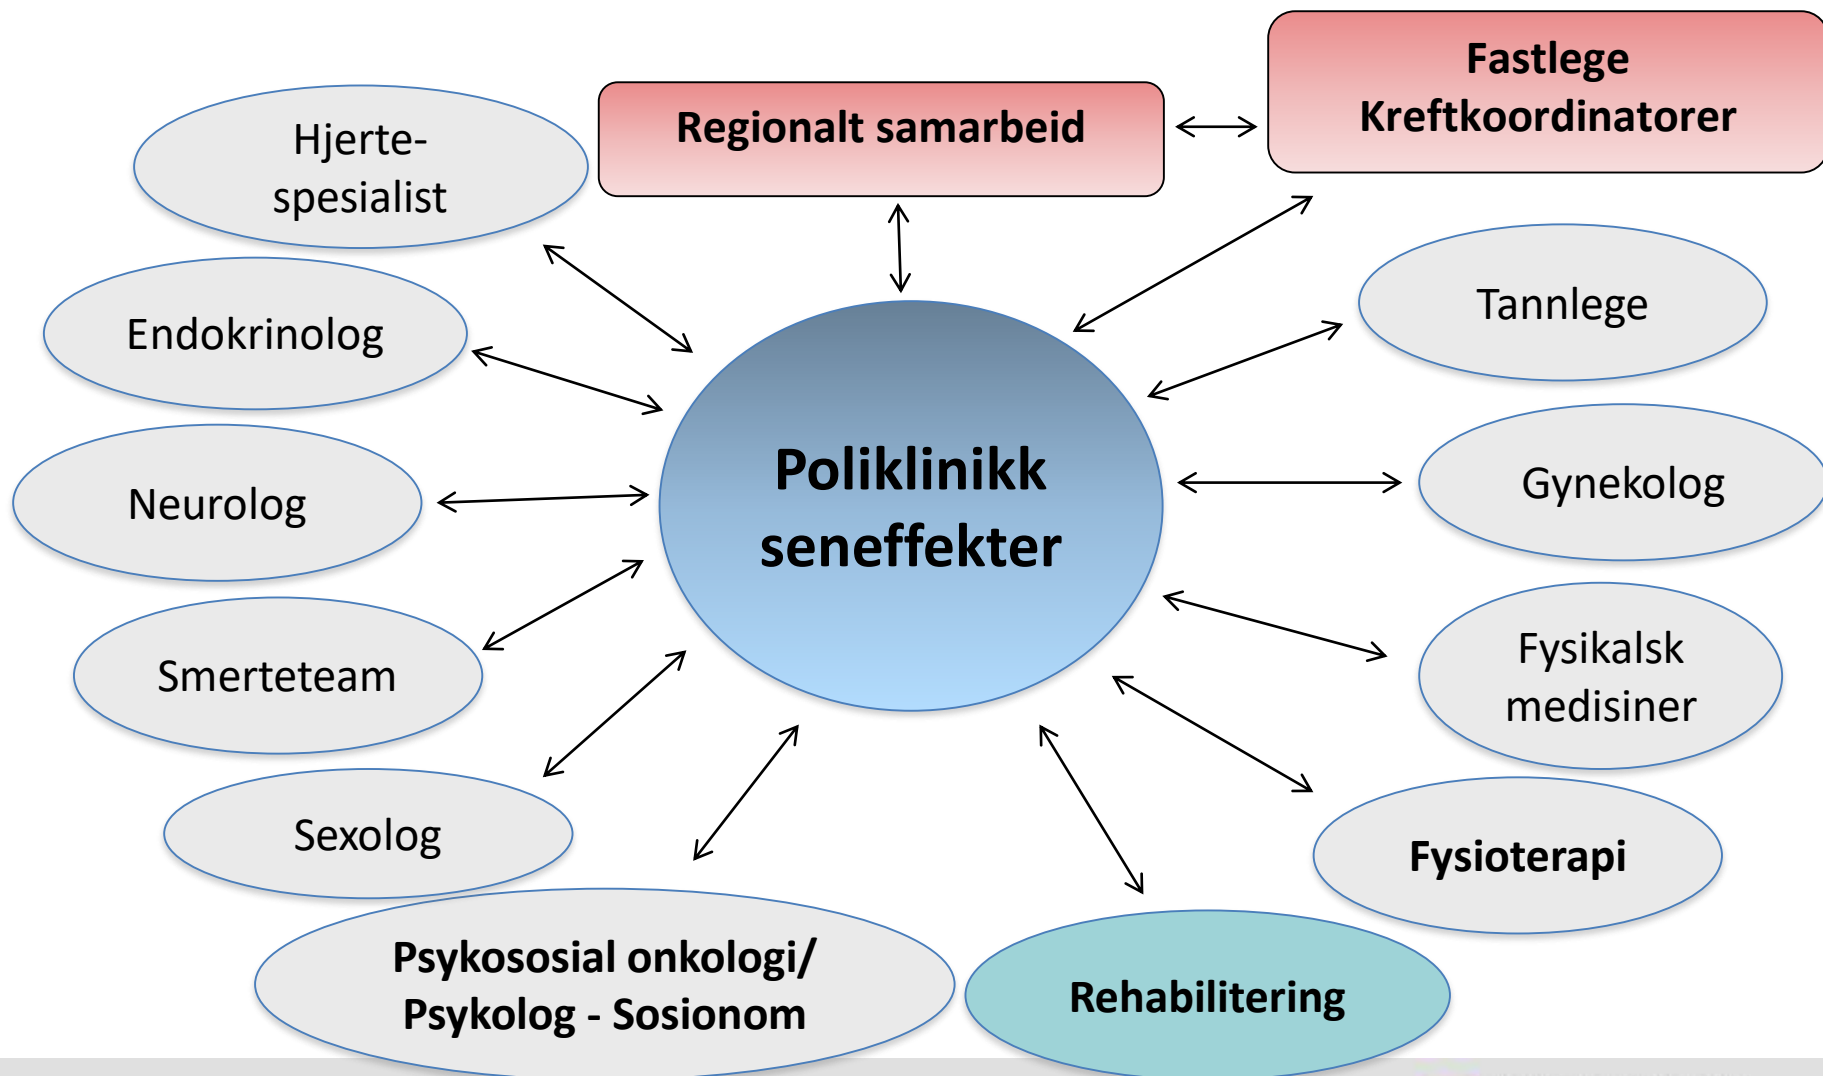 Fastlege
Kreftkoordinatorer
Regionalt samarbeid
Hjerte-
spesialist
Endokrinolog
Tannlege
Neurolog
Poliklinikk
seneffekter
Gynekolog
Smerteteam
Fysikalsk
medisiner
Sexolog
Fysioterapi
Psykososial onkologi/
Psykolog - Sosionom
Rehabilitering